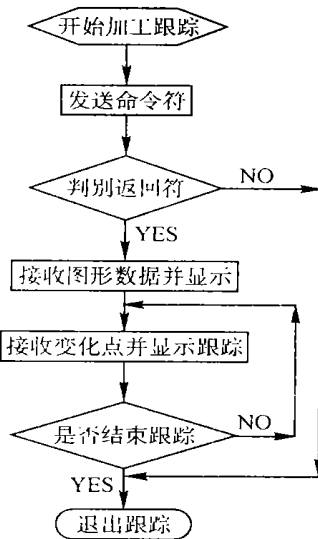 开始加工跟踪
发送命令符
判别返回符
NO
YES
接收图形数据并显示
接收变化点并显示跟踪
是否结束跟踪
NO
YES
退出跟踪